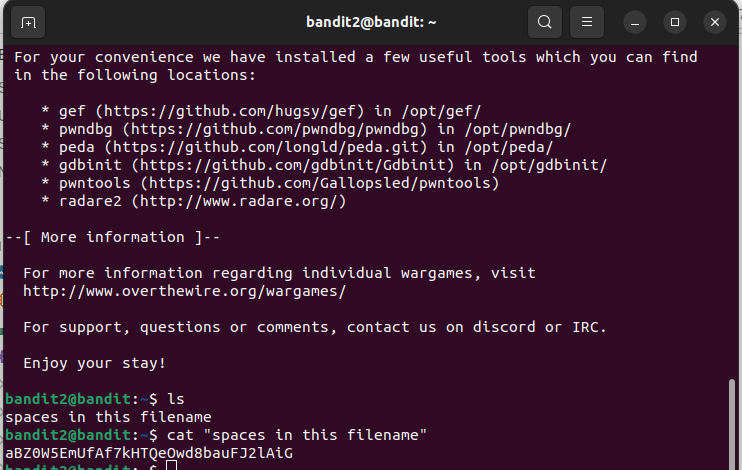 bandit2@bandit: ~
For your convenience we have installed a few useful tools which you can find
in the following locations:
* gef (https://github.com/hugsy/gef) in /opt/gef/
* pwndbg (https://github.com/pwndbg/pwndbg) in /opt/pwndbg/
* peda (https://github.com/longld/peda.git) in /opt/peda/
* gdbinit (https://github.com/gdbinit/Gdbinit) in /opt/gdbinit/
* pwntools (https://github.com/Gallopsled/pwntools)
* radare2 (http://www.radare.org/)
--[ More information ]--
For more information regarding individual wargames, visit
http://www.overthewire.org/wargames/
For support, questions or comments, contact us on discord or IRC.
Enjoy your stay!
bandit2@bandit:~$ ls
spaces in this filename
bandit2@bandit:~$ cat "spaces in this filename"
aBZ0W5EmUfAf7kHTQeOwd8bauFJ2lAiG
bandit2@bandit:~$